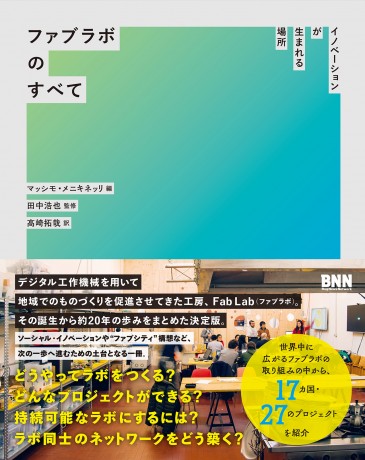 ファブラボ
の
すべて
イノベーション
が
生まれる
場所
マッシモ・メニキネッリ 編
田中浩也 監修
高崎拓哉 訳
デジタル工作機械を用いて
地域でのものづくりを促進させてきた工房、Fab Lab(ファブラボ)。
その誕生から約20年の歩みをまとめた決定版。
ソーシャル・イノベーションや“ファブシティ”構想など、
次の一歩へ進むための土台となる一冊。
どうやってラボをつくる?
どんなプロジェクトができる?
持続可能なラボにするには?
ラボ同士のネットワークをどう築く?
BNN
世界中に
広がるファブラボの
取り組みの中から、
17カ国・
27のプロジェクト
を紹介